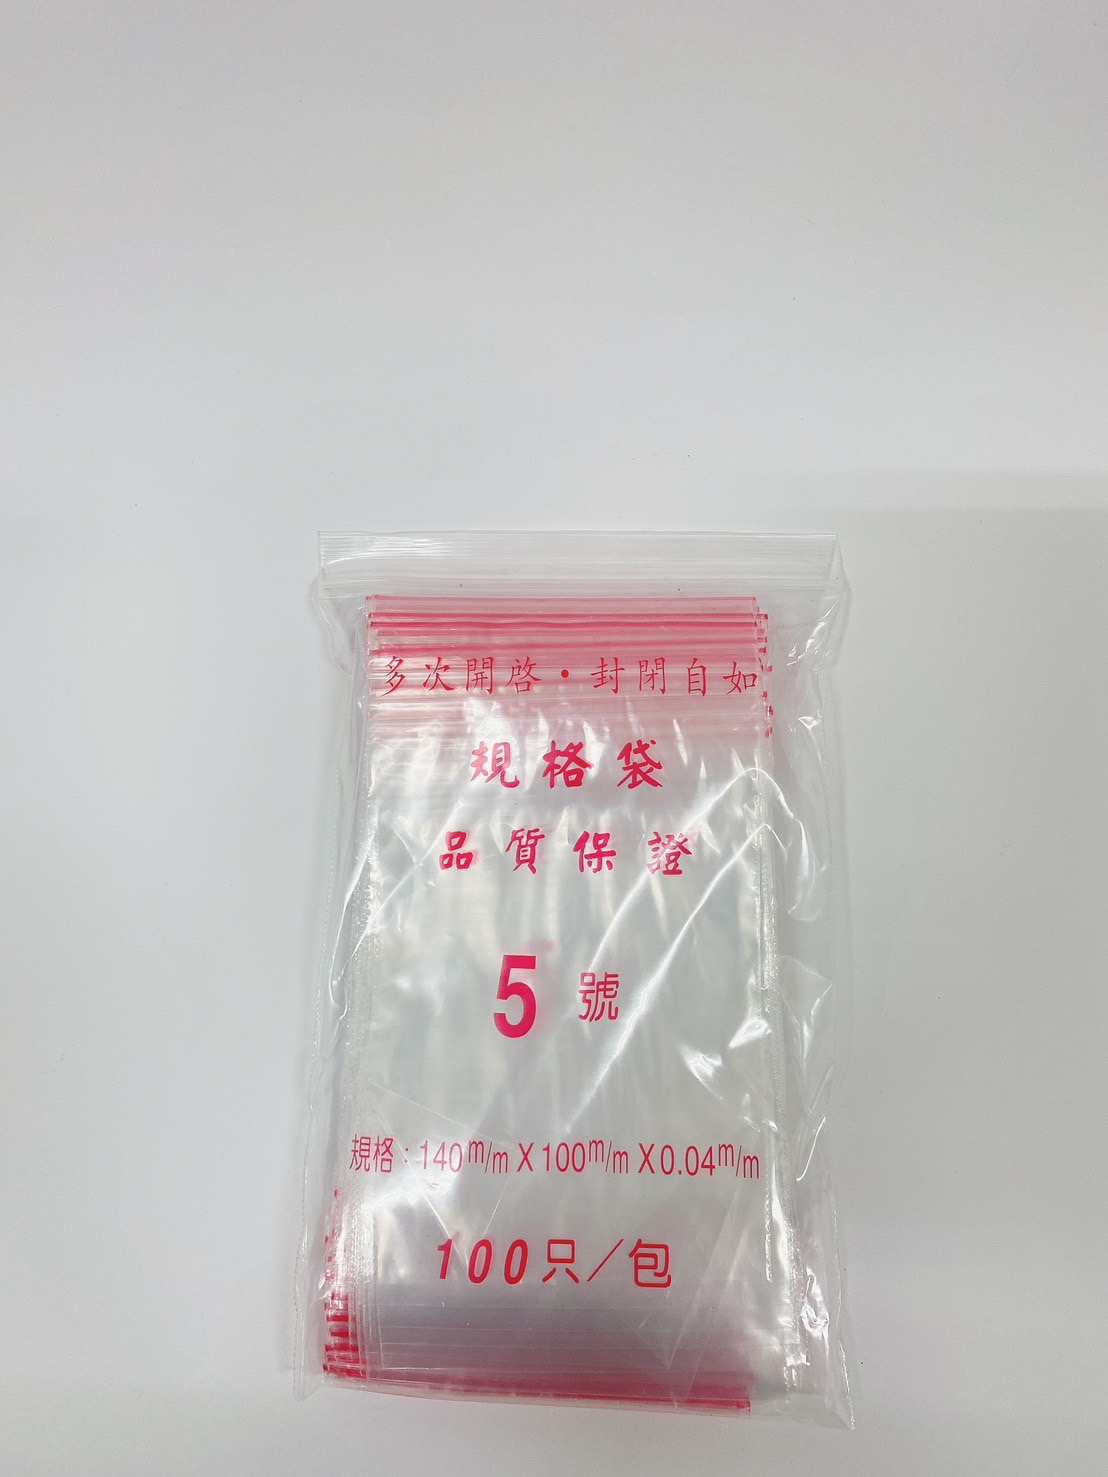 多次開啓・封閉自如
規格袋
品質保證
5號
規格：140m/m X 100m/m X 0.04m/m
100只／包